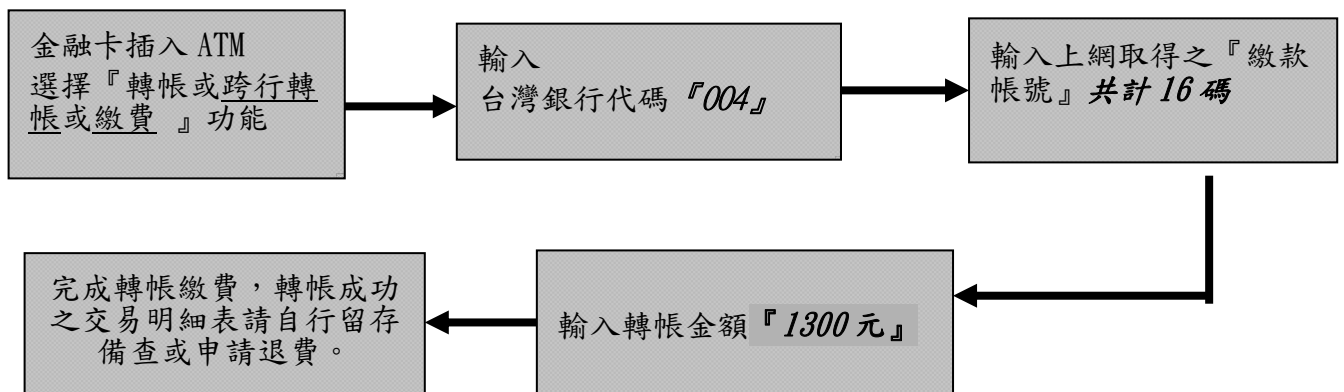 金融卡插入 ATM
選擇『轉帳或跨行轉
帳或繳費 』功能
輸入
台灣銀行代碼『004』
輸入上網取得之『繳款
帳號』共計 16 碼
輸入轉帳金額『1300 元』
完成轉帳繳費，轉帳成功
之交易明細表請自行留存
備查或申請退費。